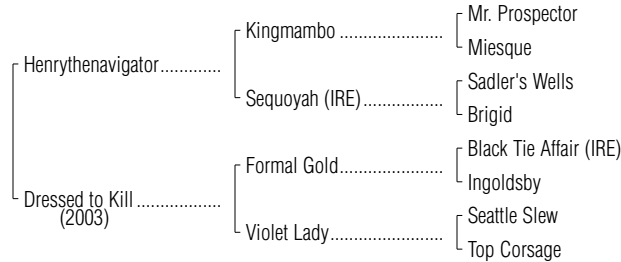 Mr. Prospector
Kingmambo ..................
Miesque
Henrythenavigator.............
Sadler's Wells
Sequoyah (IRE)..............
Brigid
Black Tie Affair (IRE)
Formal Gold..................
Ingoldsby
Dressed to Kill ..................
(2003)
Seattle Slew
Violet Lady....................
Top Corsage